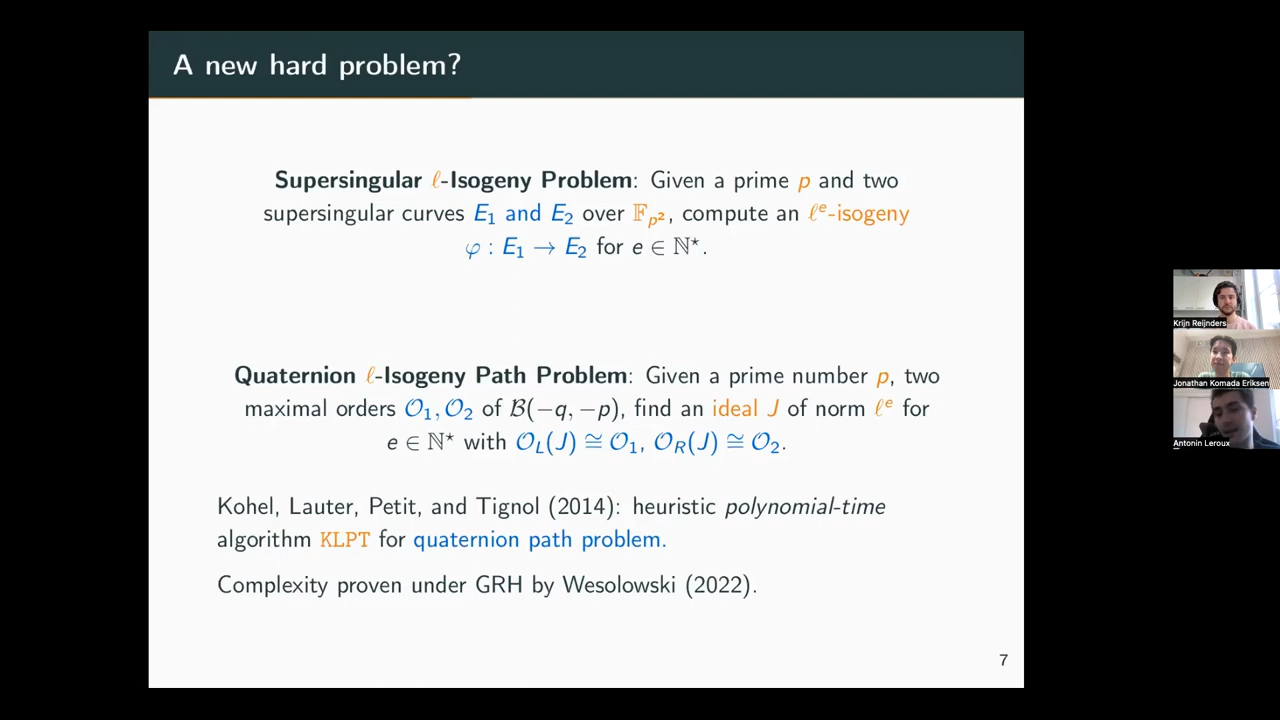 A new hard problem?
Supersingular ℓ-Isogeny Problem: Given a prime p and two
supersingular curves E₁ and E₂ over 𝔽_{p²}, compute an ℓᵉ-isogeny
φ : E₁ → E₂ for e ∈ ℕ⋆.
Quaternion ℓ-Isogeny Path Problem: Given a prime number p, two
maximal orders 𝒪₁, 𝒪₂ of ℬ(−q, −p), find an ideal J of norm ℓᵉ for
e ∈ ℕ⋆ with 𝒪_L(J) ≅ 𝒪₁, 𝒪_R(J) ≅ 𝒪₂.
Kohel, Lauter, Petit, and Tignol (2014): heuristic polynomial-time
algorithm KLPT for quaternion path problem.
Complexity proven under GRH by Wesolowski (2022).
7
Krijn Reijnders
Jonathan Komada Eriksen
Antonin Leroux